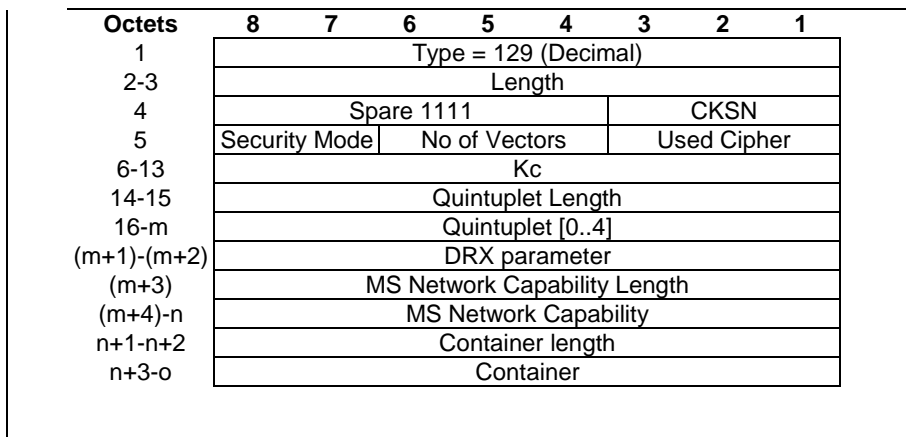 Octets 8 7 6 5 4 3 2 1
1 Type = 129 (Decimal)
2-3 Length
4 Spare 1111 CKSN
5 Security Mode No of Vectors Used Cipher
6-13 Kc
14-15 Quintuplet Length
16-m Quintuplet [0..4]
(m+1)-(m+2) DRX parameter
(m+3) MS Network Capability Length
(m+4)-n MS Network Capability
n+1-n+2 Container length
n+3-o Container